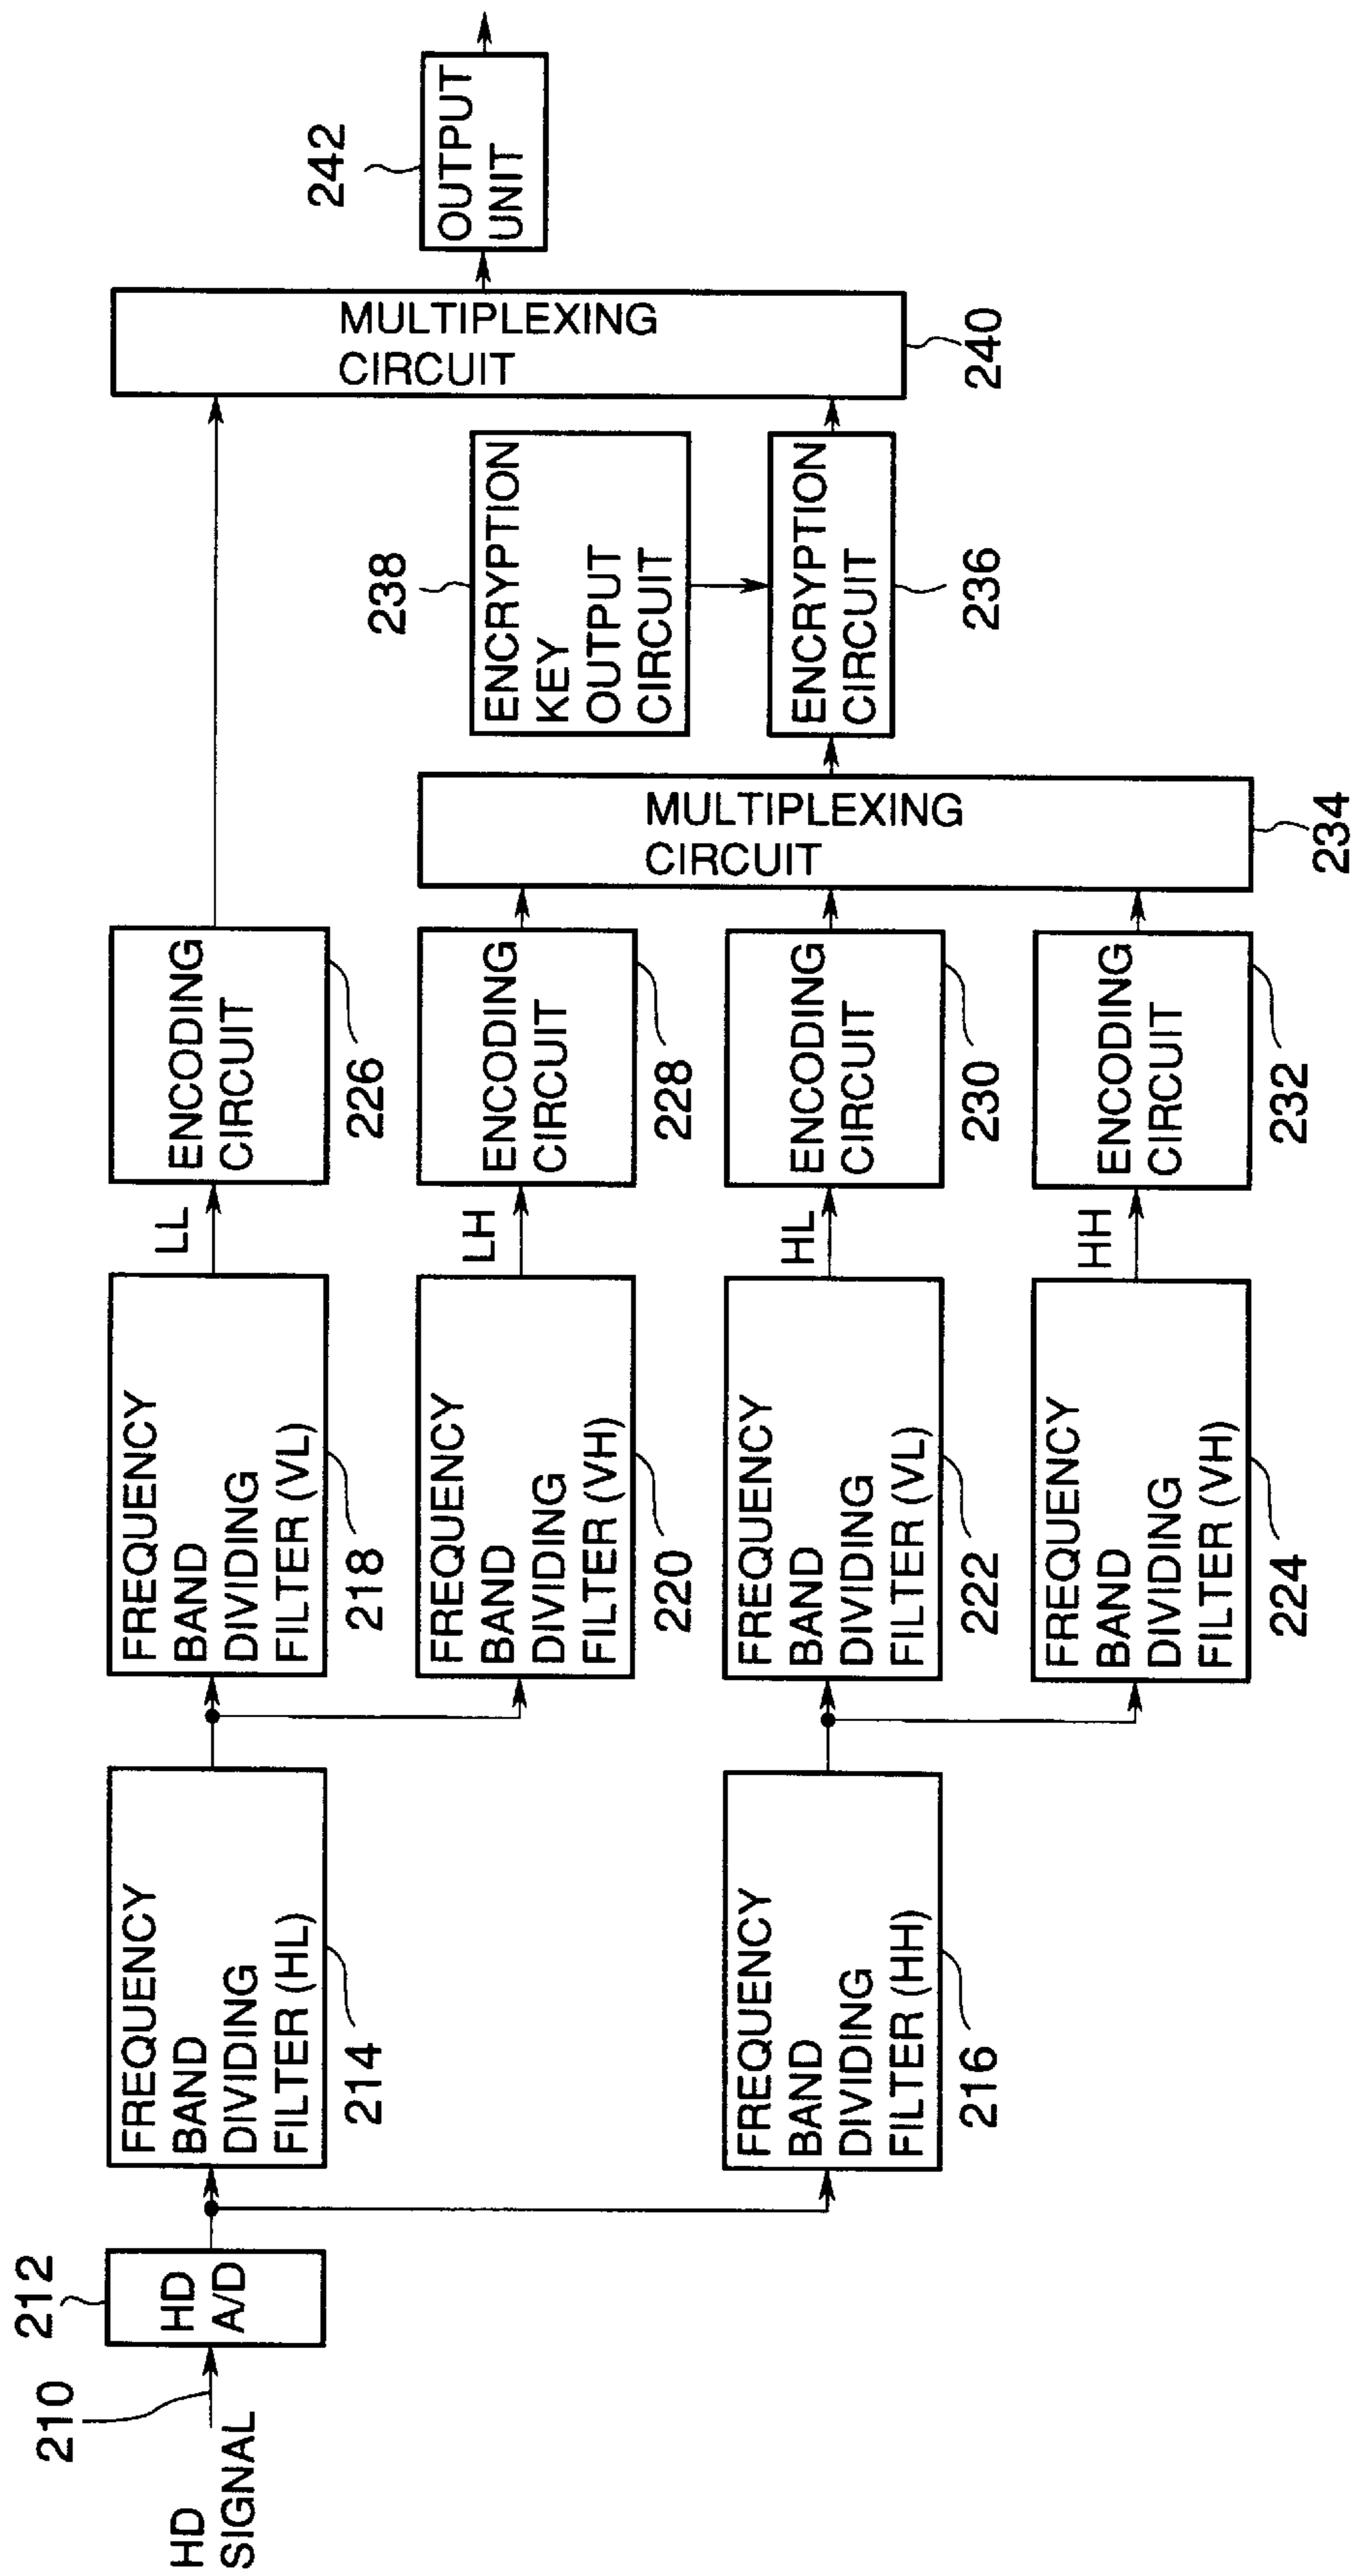 HD
SIGNAL
210
212
HD
A/D
FREQUENCY
BAND
DIVIDING
FILTER (HL)
214
FREQUENCY
BAND
DIVIDING
FILTER (HH)
216
FREQUENCY
BAND
DIVIDING
FILTER (VL)
218
FREQUENCY
BAND
DIVIDING
FILTER (VH)
220
FREQUENCY
BAND
DIVIDING
FILTER (VL)
222
FREQUENCY
BAND
DIVIDING
FILTER (VH)
224
LL
LH
HL
HH
ENCODING
CIRCUIT
226
ENCODING
CIRCUIT
228
ENCODING
CIRCUIT
230
ENCODING
CIRCUIT
232
MULTIPLEXING
CIRCUIT
234
238
ENCRYPTION
KEY
OUTPUT
CIRCUIT
ENCRYPTION
CIRCUIT
236
MULTIPLEXING
CIRCUIT
240
242
OUTPUT
UNIT